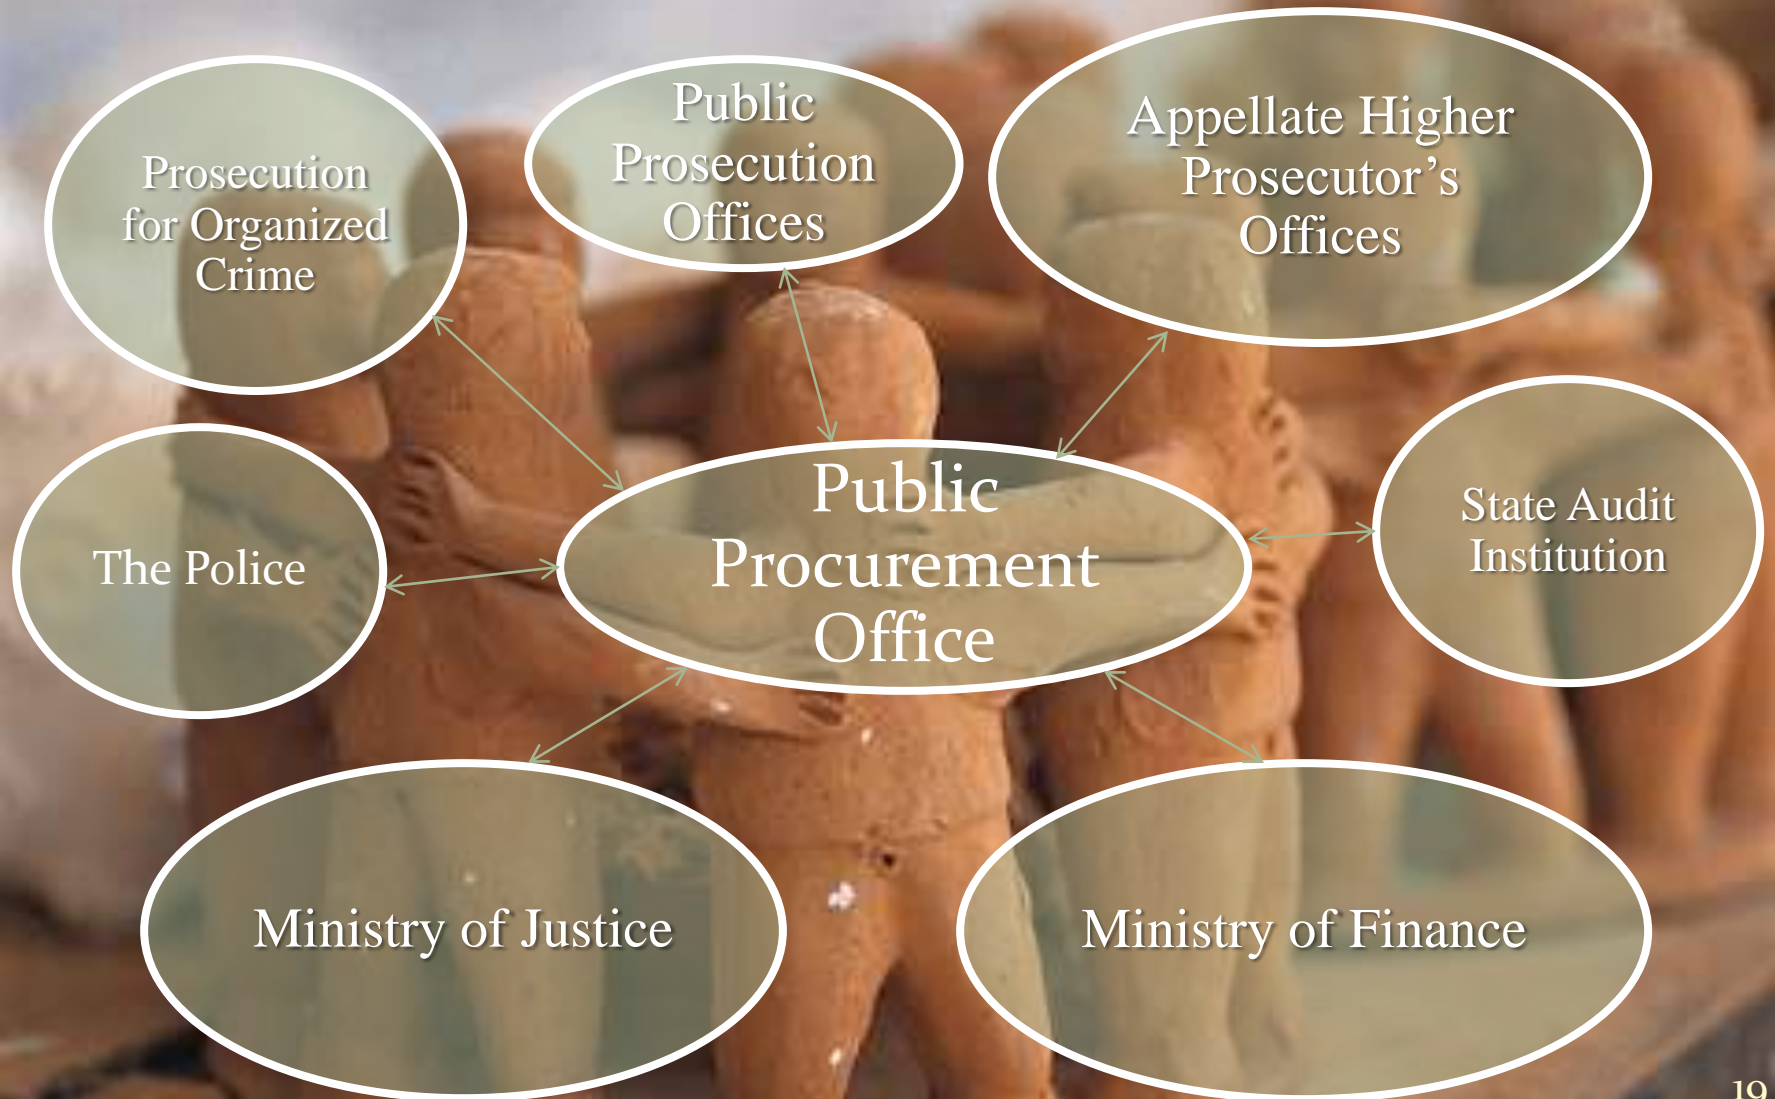 Prosecution
for Organized
Crime
Public
Prosecution
Offices
Appellate Higher
Prosecutor’s
Offices
The Police
Public
Procurement
Office
State Audit
Institution
Ministry of Justice
Ministry of Finance
19